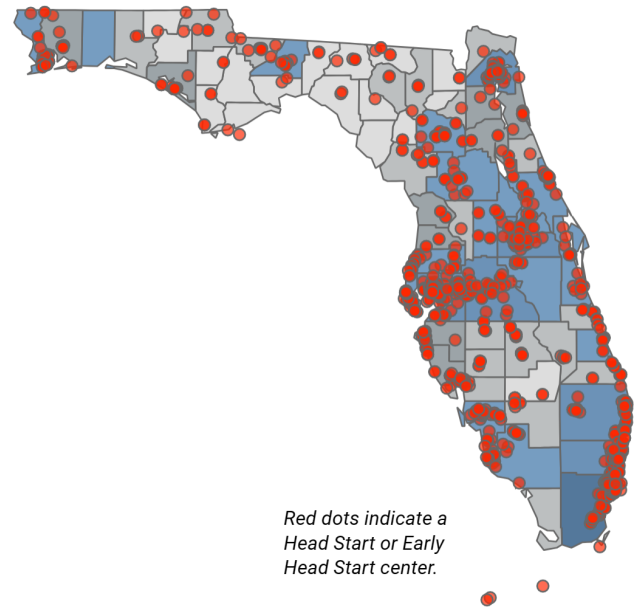 Red dots indicate a
Head Start or Early
Head Start center.